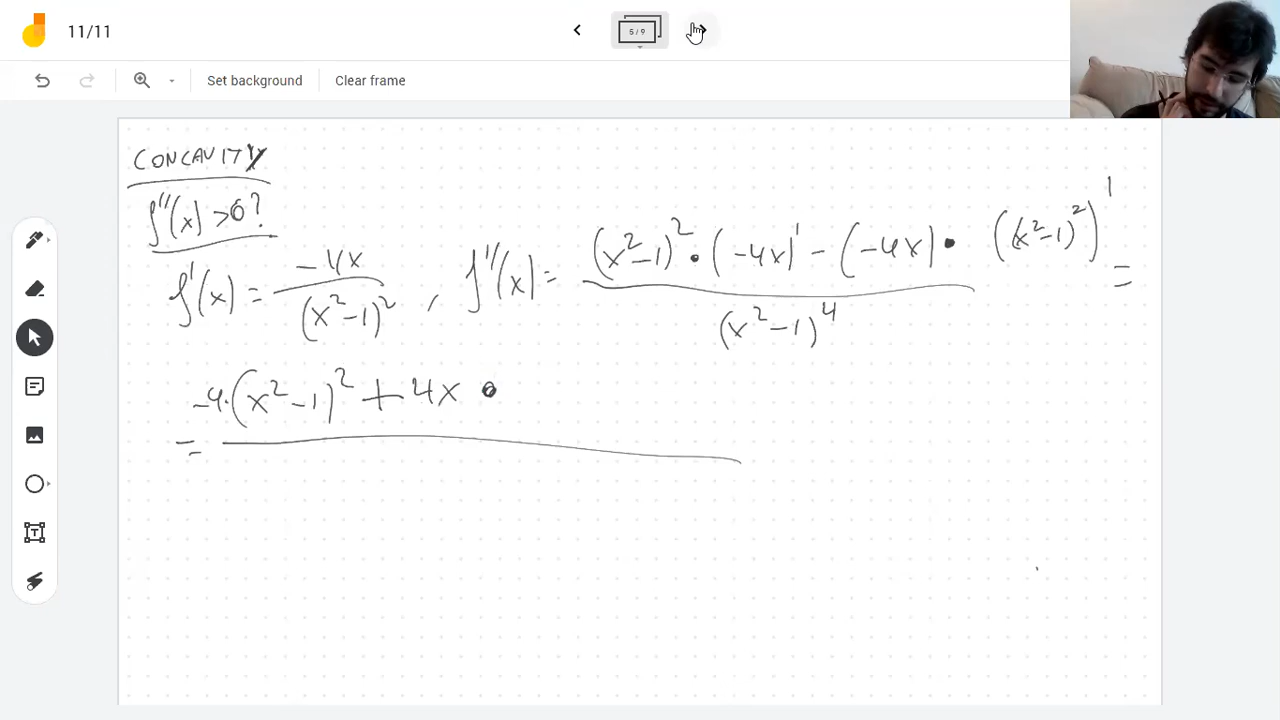 11/11
5 / 9
Set background
Clear frame
CONCAVITY
f''(x) >0?
f'(x) = -4x / (x²-1)² , f''(x) = (x²-1)² • (-4x)' - (-4x) • ((x²-1)²)' / (x²-1)⁴ =
= -4·(x²-1)² + 4x •